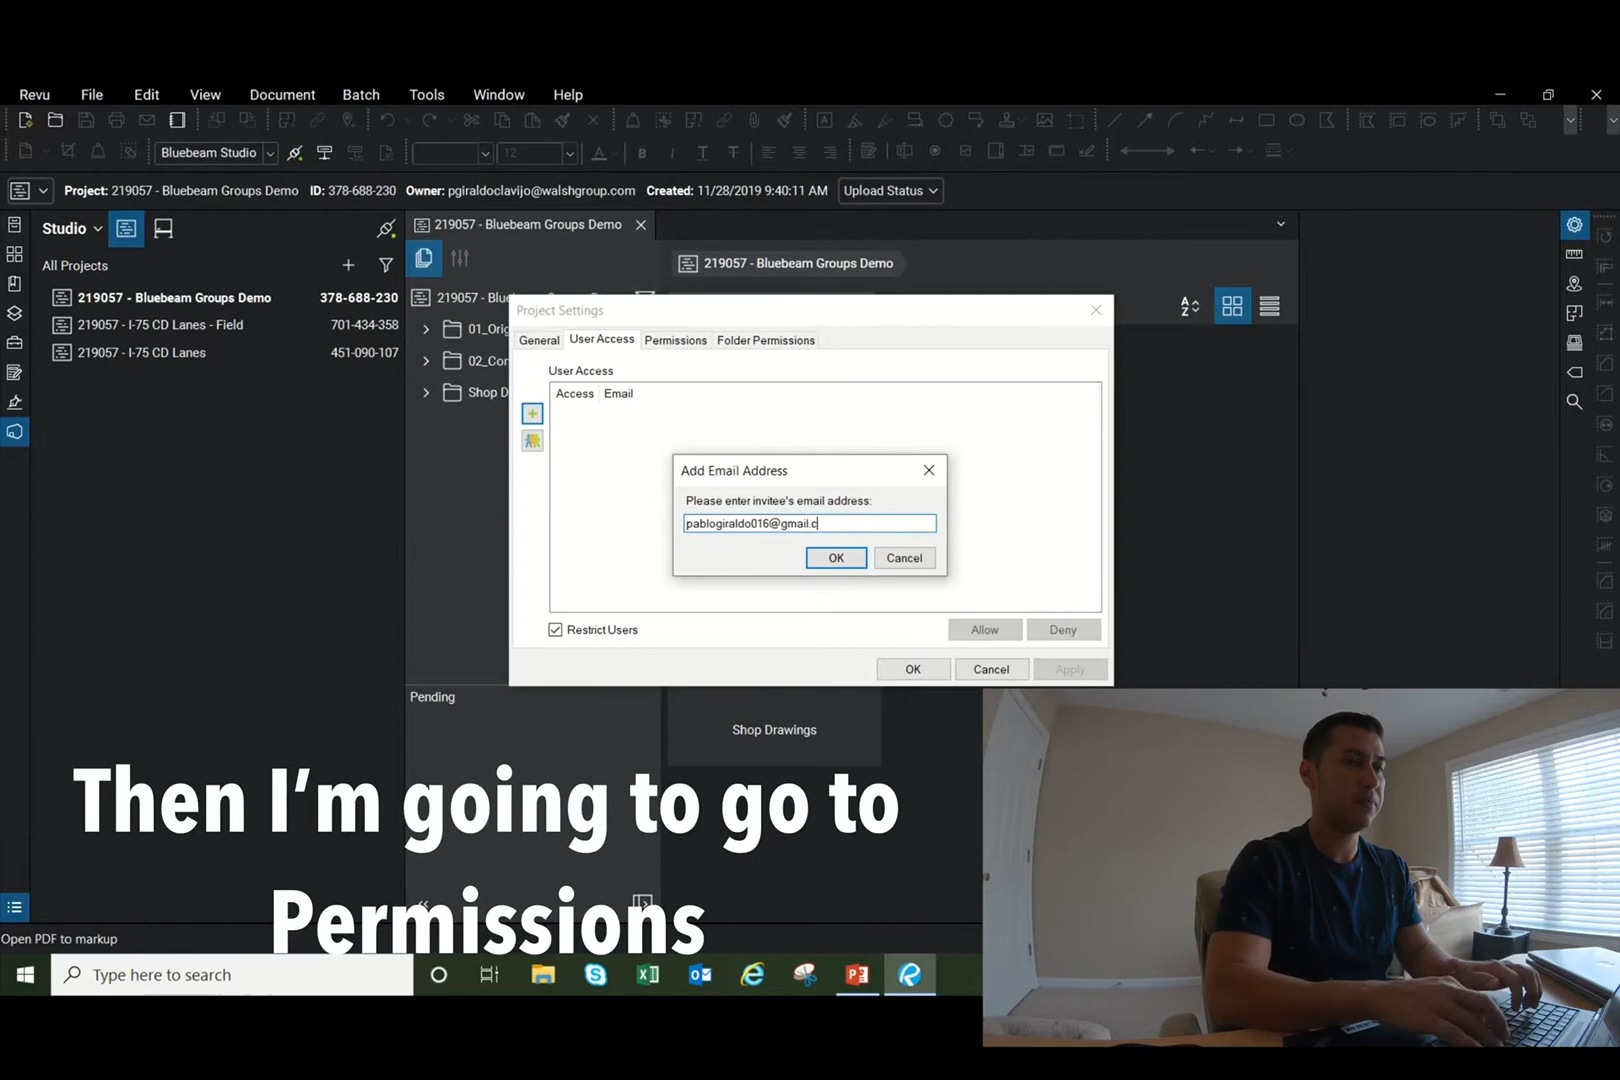 Revu File Edit View Document Batch Tools Window Help
Bluebeam Studio 12
Project: 219057 - Bluebeam Groups Demo ID: 378-688-230 Owner: pgiraldoclavijo@walshgroup.com Created: 11/28/2019 9:40:11 AM Upload Status
Studio
219057 - Bluebeam Groups Demo
All Projects
219057 - Bluebeam Groups Demo
219057 - Bluebeam Groups Demo 378-688-230
219057 - I-75 CD Lanes - Field 701-434-358
219057 - I-75 CD Lanes 451-090-107
219057 - Blu
01_Orig
02_Cor
Shop D
Project Settings
General User Access Permissions Folder Permissions
User Access
Access Email
Add Email Address
Please enter invitee's email address:
pablogiraldo016@gmail.c
OK Cancel
Restrict Users
Allow Deny
OK Cancel Apply
Pending
Shop Drawings
Then I'm going to go to
Permissions
Open PDF to markup
Type here to search